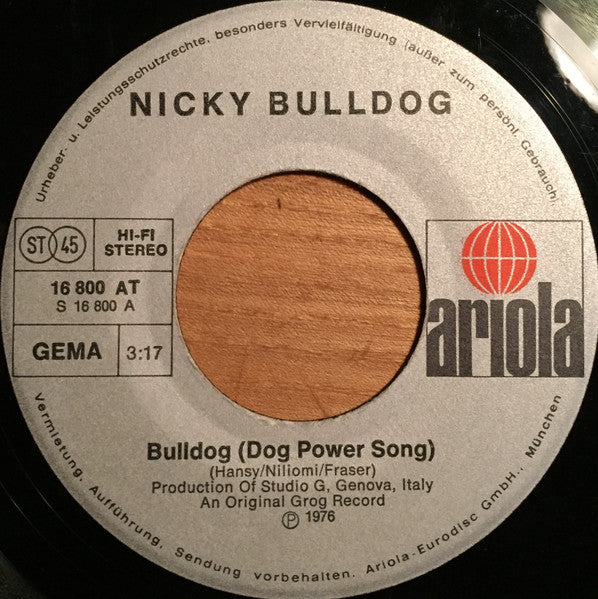 Urheber- u. Leistungsschutzrechte, besonders Vervielfältigung (außer zum persönl. Gebrauch)
NICKY BULLDOG
ST 45
HI-FI
STEREO
16 800 AT
S 16 800 A
GEMA
3:17
ariola
Bulldog (Dog Power Song)
(Hansy/Niliomi/Fraser)
Production Of Studio G, Genova, Italy
An Original Grog Record
Ⓟ 1976
Vermietung, Aufführung, Sendung vorbehalten. Ariola-Eurodisc GmbH., München